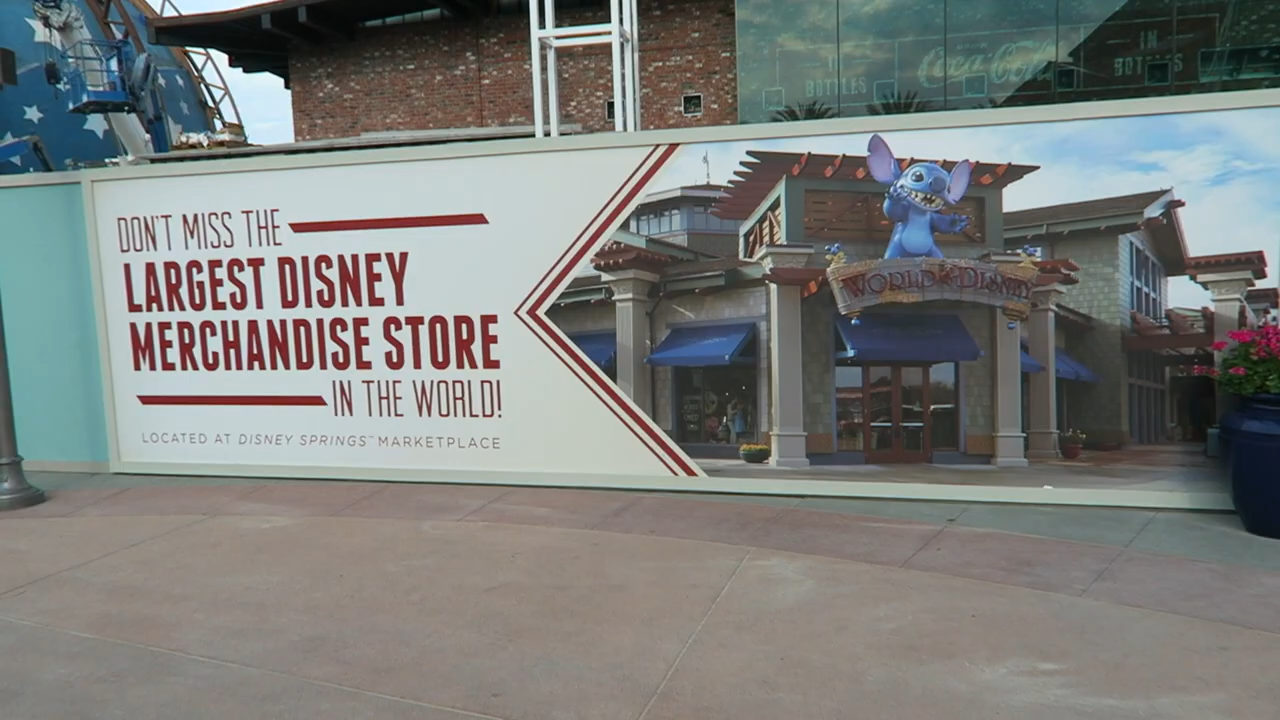 Coca-Cola
IN
BOTTLES
BOTTLES
DON'T MISS THE
LARGEST DISNEY
MERCHANDISE STORE
IN THE WORLD!
LOCATED AT DISNEY SPRINGS™ MARKETPLACE
WORLD of DISNEY